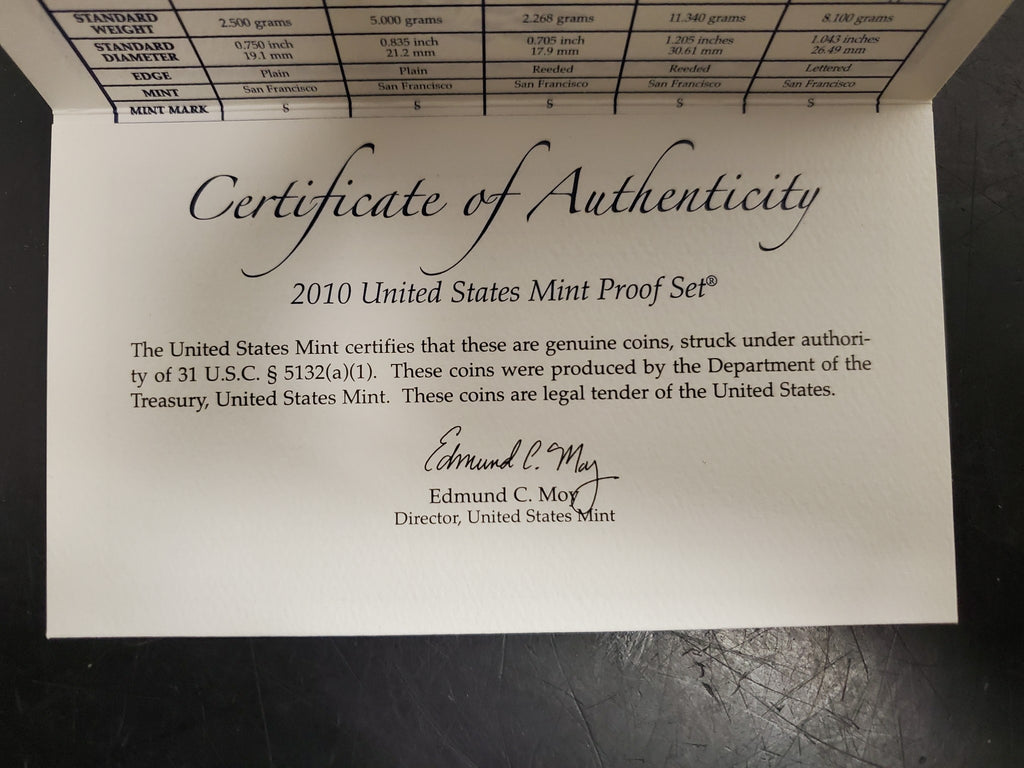 STANDARD WEIGHT 2.500 grams 5.000 grams 2.268 grams 11.340 grams 8.100 grams
STANDARD DIAMETER 0.750 inch 19.1 mm 0.835 inch 21.2 mm 0.705 inch 17.9 mm 1.205 inches 30.61 mm 1.043 inches 26.49 mm
EDGE Plain Plain Reeded Reeded Lettered
MINT San Francisco San Francisco San Francisco San Francisco San Francisco
MINT MARK S S S S S
Certificate of Authenticity
2010 United States Mint Proof Set®
The United States Mint certifies that these are genuine coins, struck under authori-
ty of 31 U.S.C. § 5132(a)(1). These coins were produced by the Department of the
Treasury, United States Mint. These coins are legal tender of the United States.
Edmund C. Moy
Edmund C. Moy
Director, United States Mint